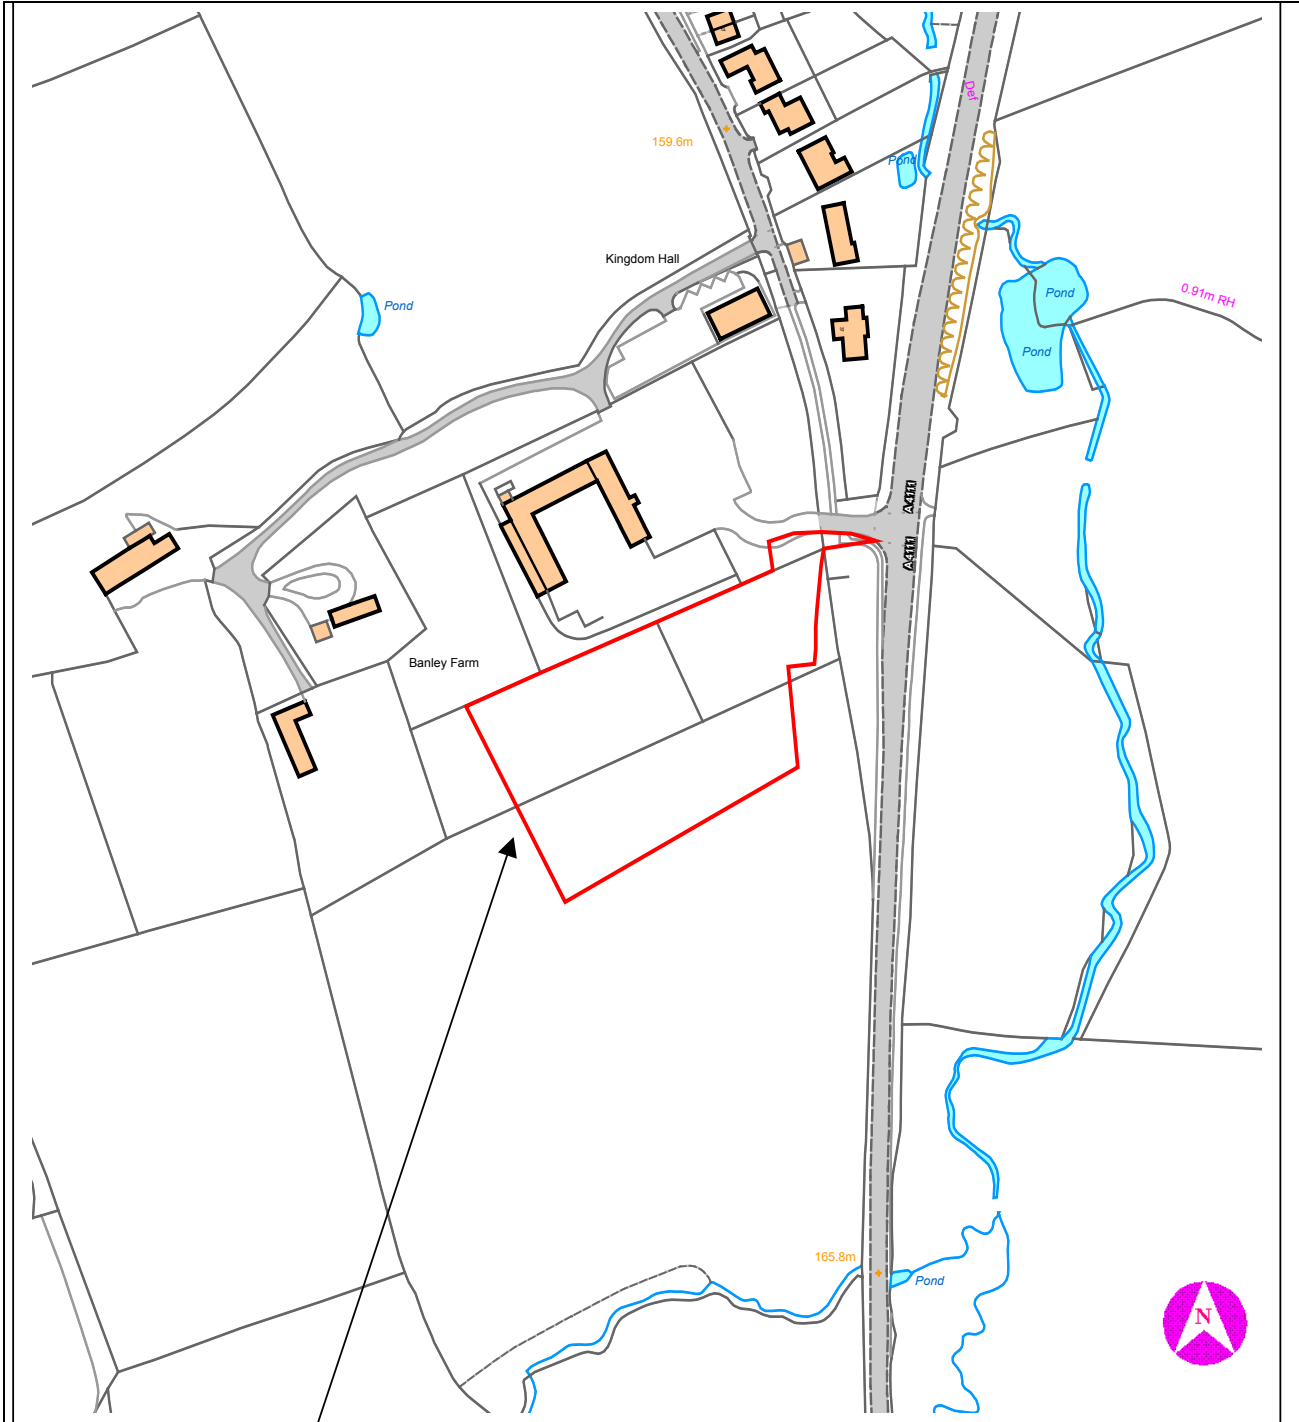 Def
159.6m
Pond
Kingdom Hall
Pond
0.91m RH
Pond
Pond
A4111
A4111
Banley Farm
165.8m
Pond
N